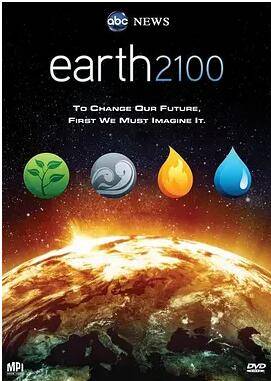 abc NEWS
earth2100
TO CHANGE OUR FUTURE,
FIRST WE MUST IMAGINE IT.
MPI
DVD